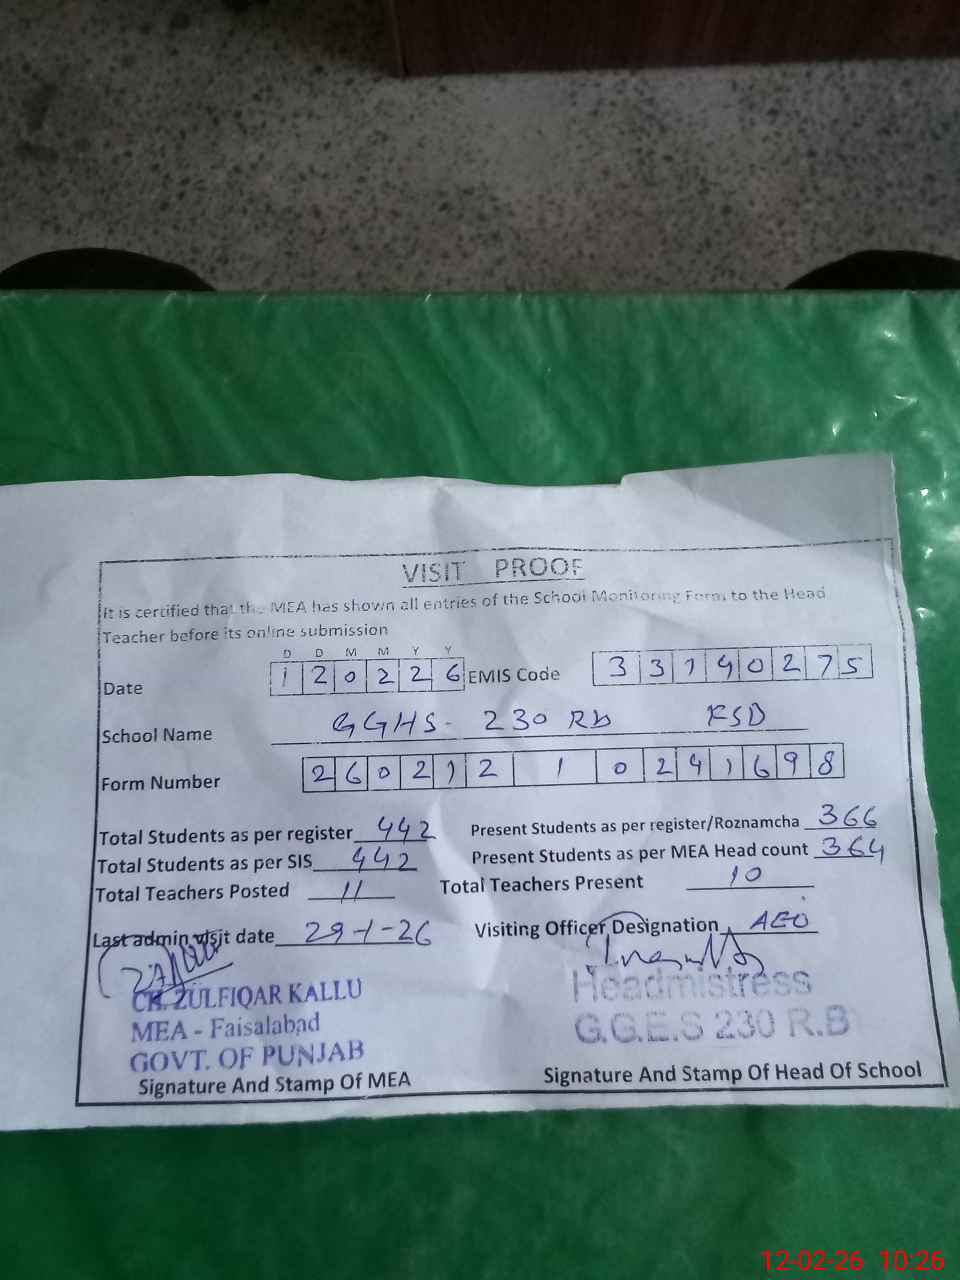 VISIT PROOF
It is certified that the MEA has shown all entries of the School Monitoring Form to the Head
Teacher before its online submission
D D M M Y Y
Date 1 2 0 2 2 6 EMIS Code 3 3 1 4 0 2 7 5
School Name GGHS- 230 Rb FSD
Form Number 2 6 0 2 1 2 1 0 2 4 1 6 9 8
Total Students as per register 442 Present Students as per register/Roznamcha 366
Total Students as per SIS 442 Present Students as per MEA Head count 364
Total Teachers Posted 11 Total Teachers Present 10
Last admin visit date 29-1-26 Visiting Officer Designation AEO
CH. ZULFIQAR KALLU
MEA - Faisalabad
GOVT. OF PUNJAB
Signature And Stamp Of MEA
Headmistress
G.G.E.S 230 R.B
Signature And Stamp Of Head Of School
12-02-26 10:26